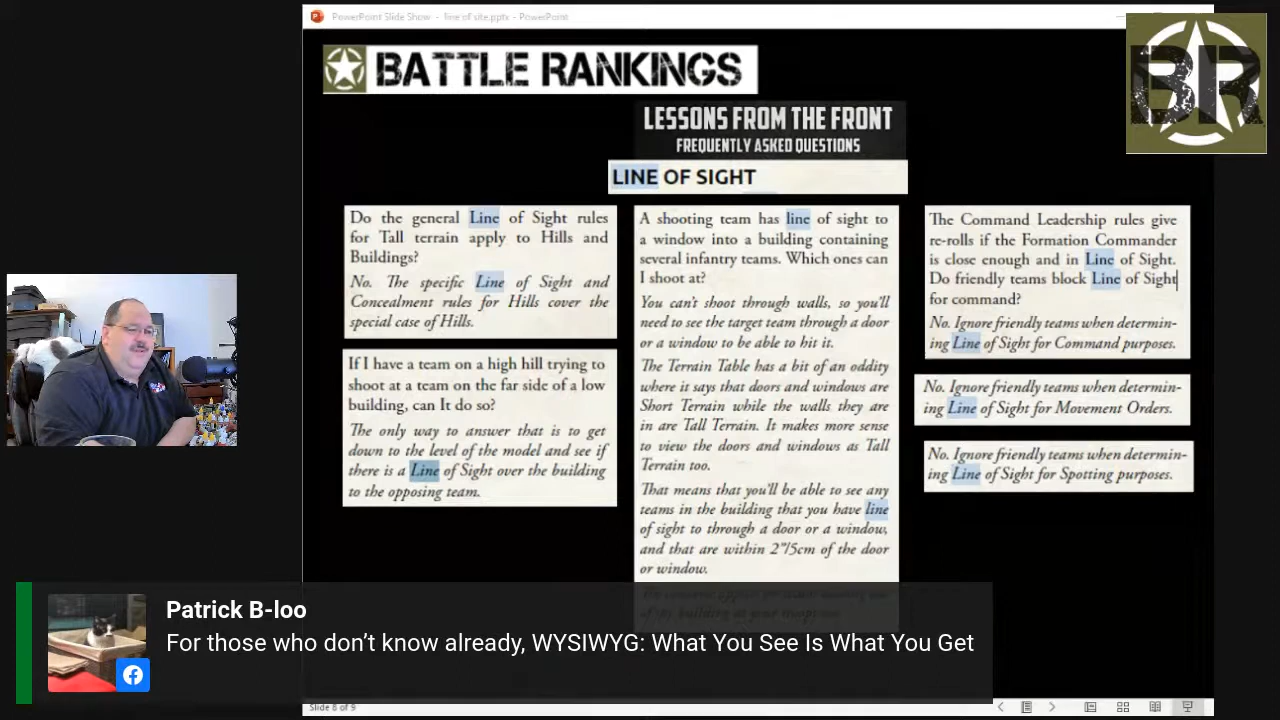 PowerPoint Slide Show - line of site.pptx - PowerPoint
BATTLE RANKINGS
BR
LESSONS FROM THE FRONT
FREQUENTLY ASKED QUESTIONS
LINE OF SIGHT
Do the general Line of Sight rules
for Tall terrain apply to Hills and
Buildings?
No. The specific Line of Sight and
Concealment rules for Hills cover the
special case of Hills.
If I have a team on a high hill trying to
shoot at a team on the far side of a low
building, can It do so?
The only way to answer that is to get
down to the level of the model and see if
there is a Line of Sight over the building
to the opposing team.
A shooting team has line of sight to
a window into a building containing
several infantry teams. Which ones can
I shoot at?
You can't shoot through walls, so you'll
need to see the target team through a door
or a window to be able to hit it.
The Terrain Table has a bit of an oddity
where it says that doors and windows are
Short Terrain while the walls they are
in are Tall Terrain. It makes more sense
to view the doors and windows as Tall
Terrain too.
That means that you'll be able to see any
teams in the building that you have line
of sight to through a door or a window,
and that are within 2"/5cm of the door
or window.
The Command Leadership rules give
re-rolls if the Formation Commander
is close enough and in Line of Sight.
Do friendly teams block Line of Sight
for command?
No. Ignore friendly teams when determin-
ing Line of Sight for Command purposes.
No. Ignore friendly teams when determin-
ing Line of Sight for Movement Orders.
No. Ignore friendly teams when determin-
ing Line of Sight for Spotting purposes.
Patrick B-loo
For those who don't know already, WYSIWYG: What You See Is What You Get
Slide 8 of 9